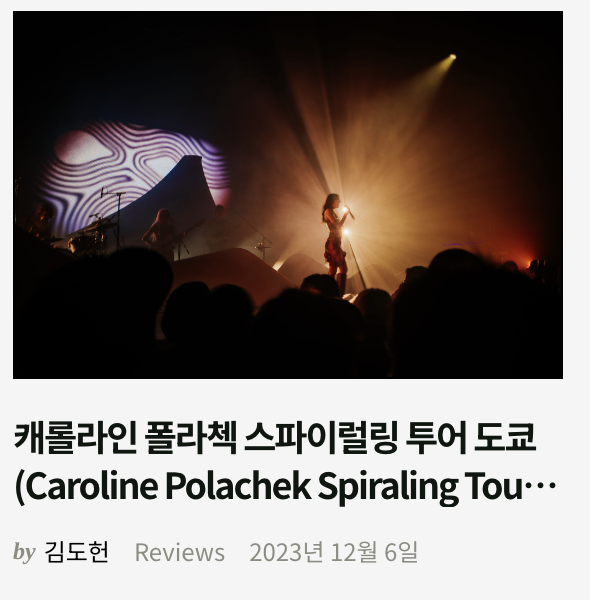 캐롤라인 폴라첵 스파이럴링 투어 도쿄
(Caroline Polachek Spiraling Tou…
by 김도헌 Reviews 2023년 12월 6일